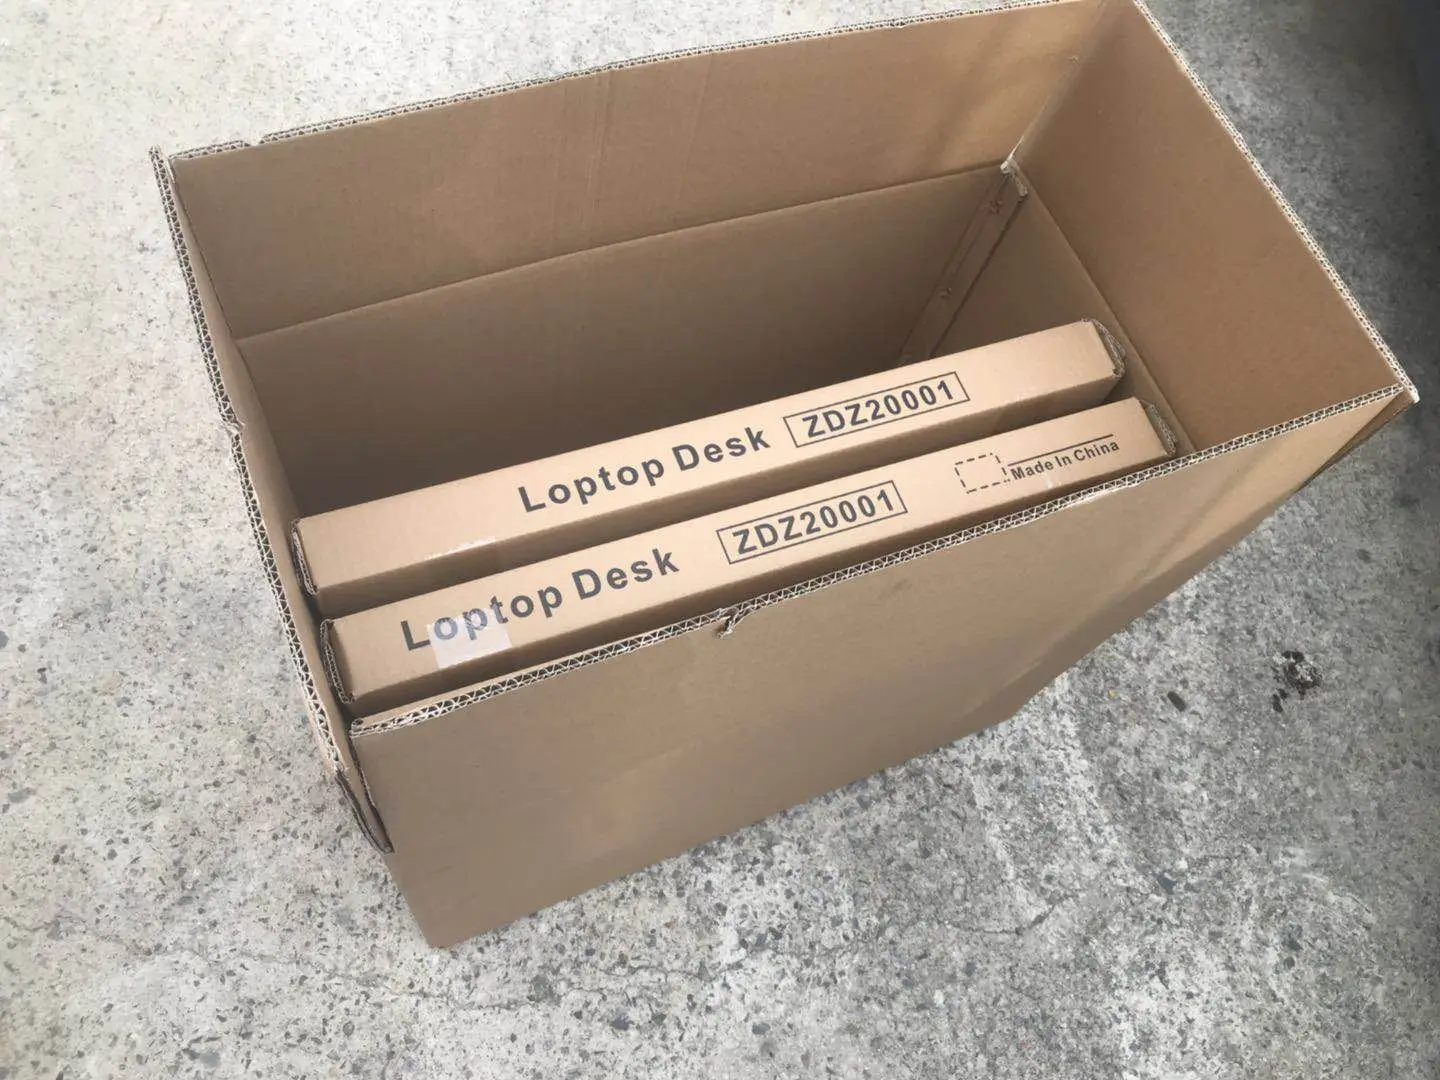 Loptop Desk ZDZ20001
Loptop Desk ZDZ20001 Made In China